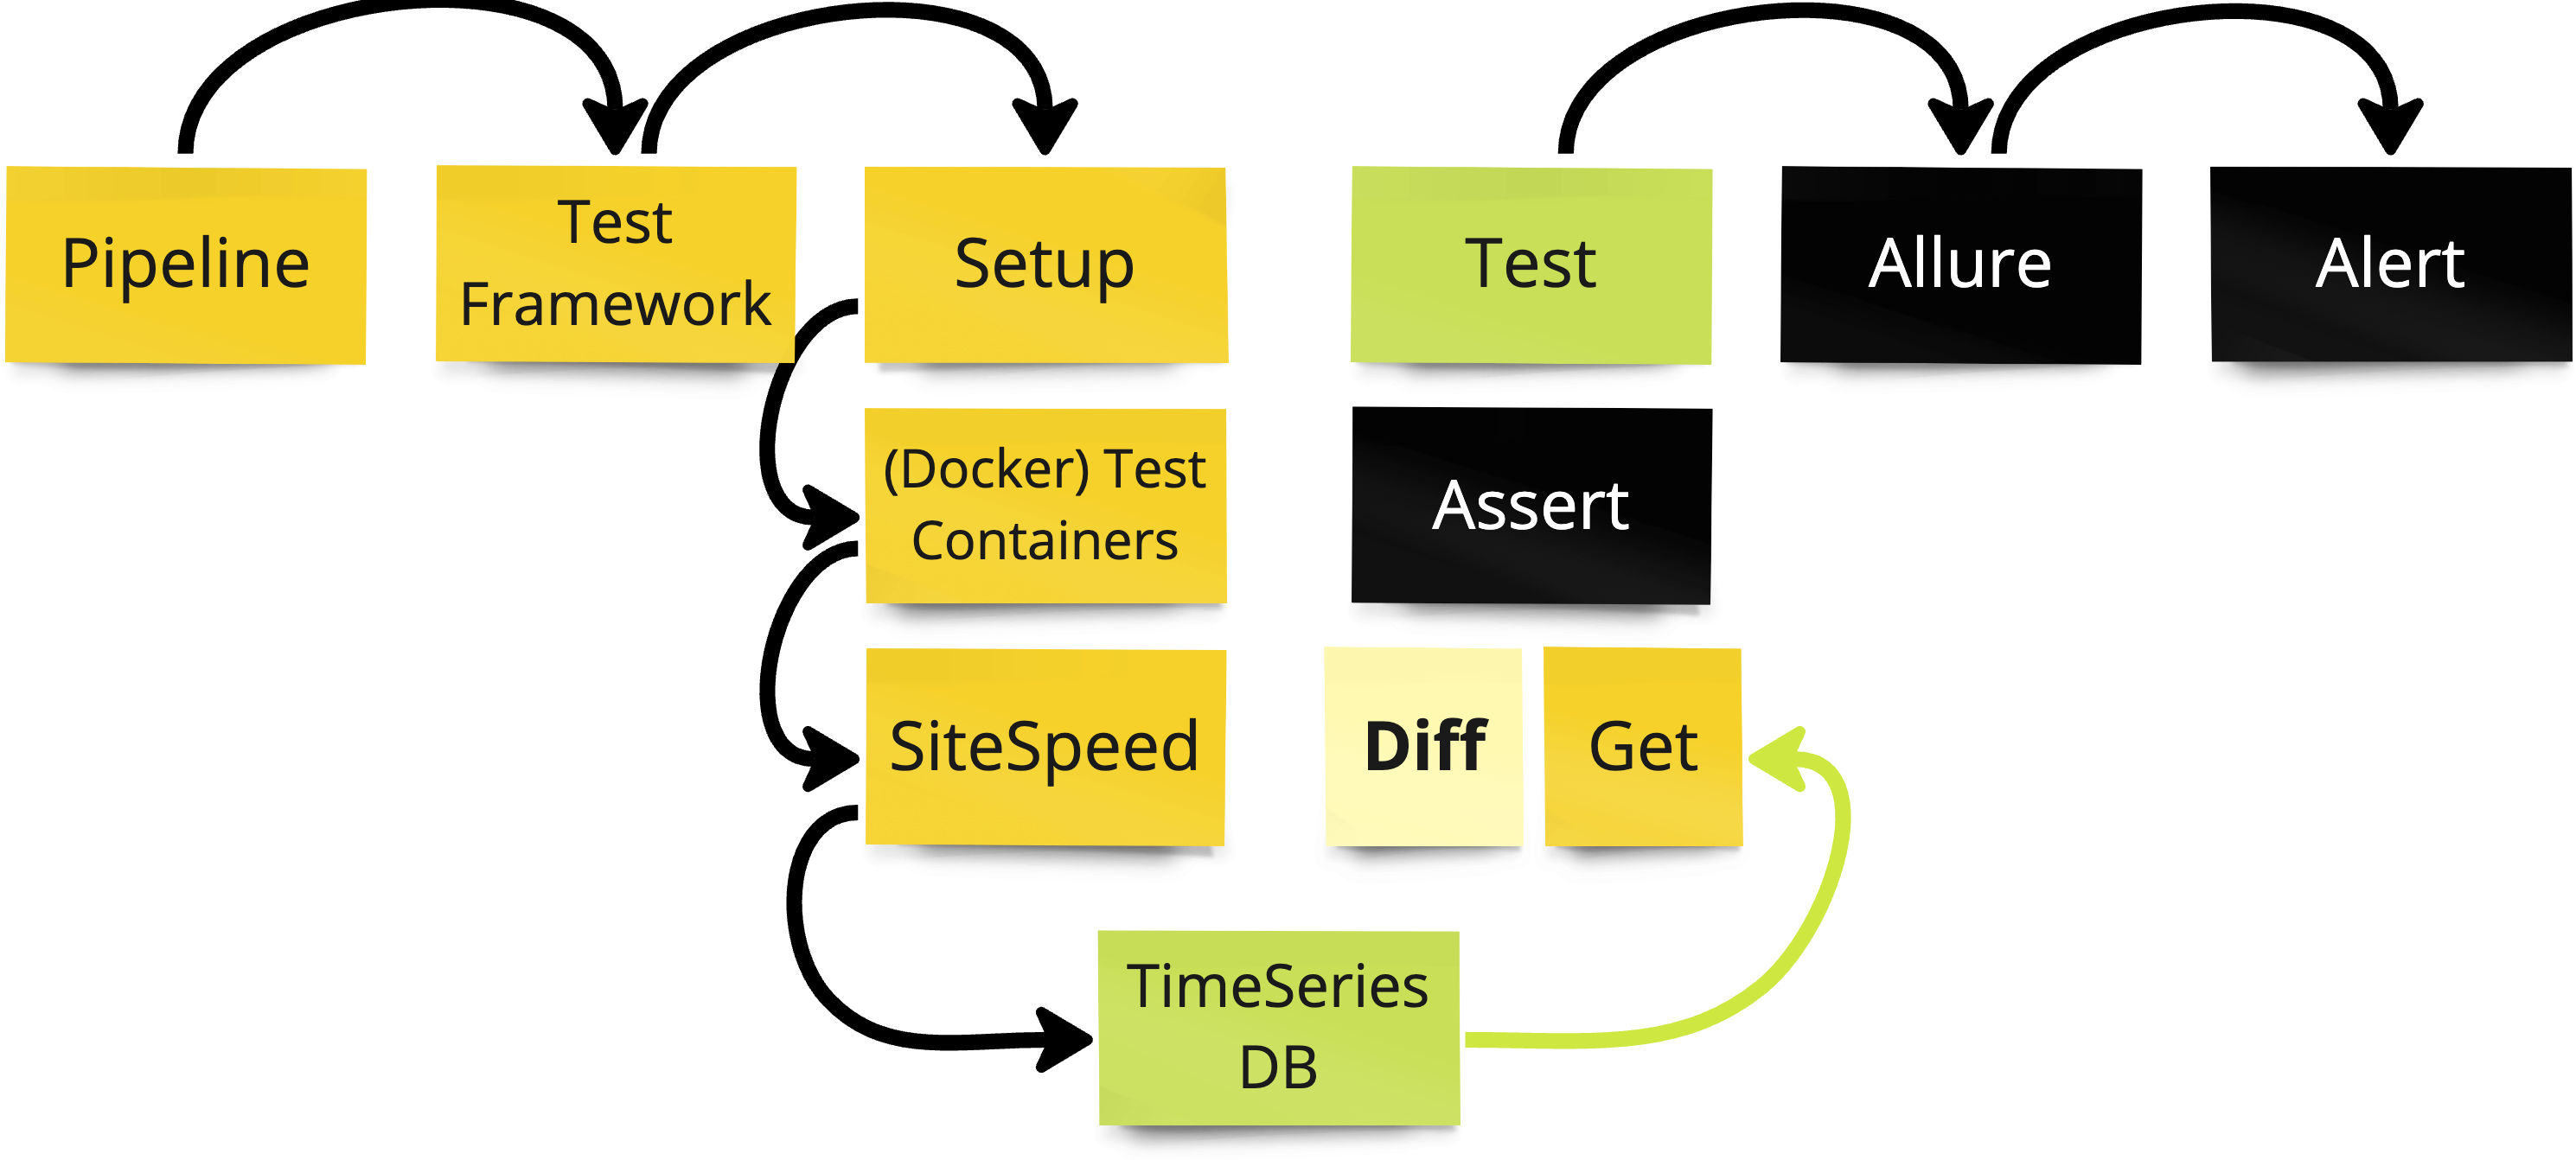 Pipeline
Test
Framework
Setup
Test
Allure
Alert
(Docker) Test
Containers
Assert
SiteSpeed
Diff
Get
TimeSeries
DB